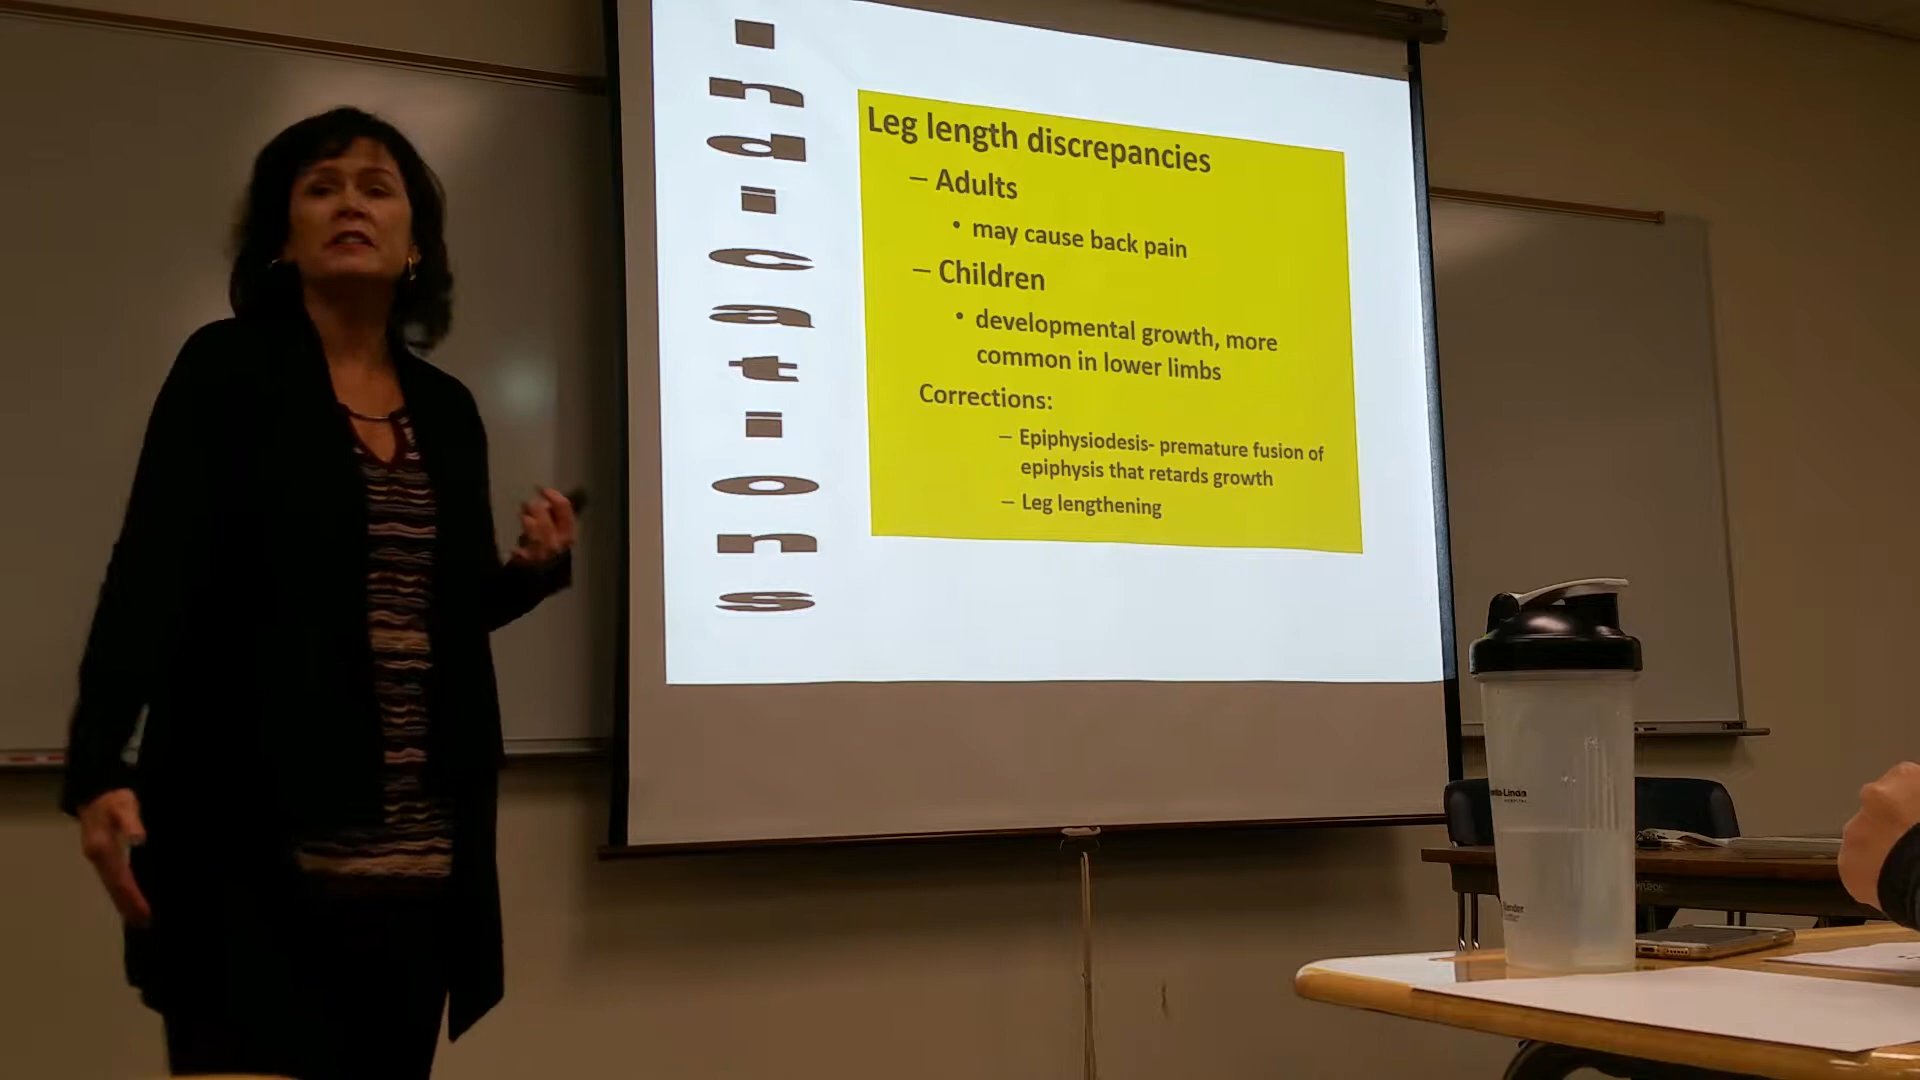 Indications
Leg length discrepancies
– Adults
• may cause back pain
– Children
• developmental growth, more
common in lower limbs
Corrections:
– Epiphysiodesis- premature fusion of
epiphysis that retards growth
– Leg lengthening